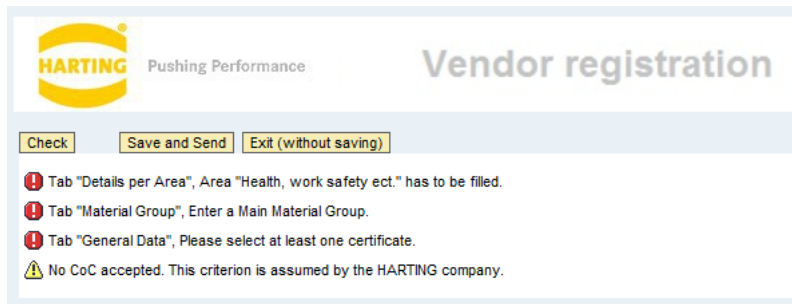 HARTING
Pushing Performance
Vendor registration
Check
Save and Send
Exit (without saving)
Tab "Details per Area", Area "Health, work safety ect." has to be filled.
Tab "Material Group", Enter a Main Material Group.
Tab "General Data", Please select at least one certificate.
No CoC accepted. This criterion is assumed by the HARTING company.